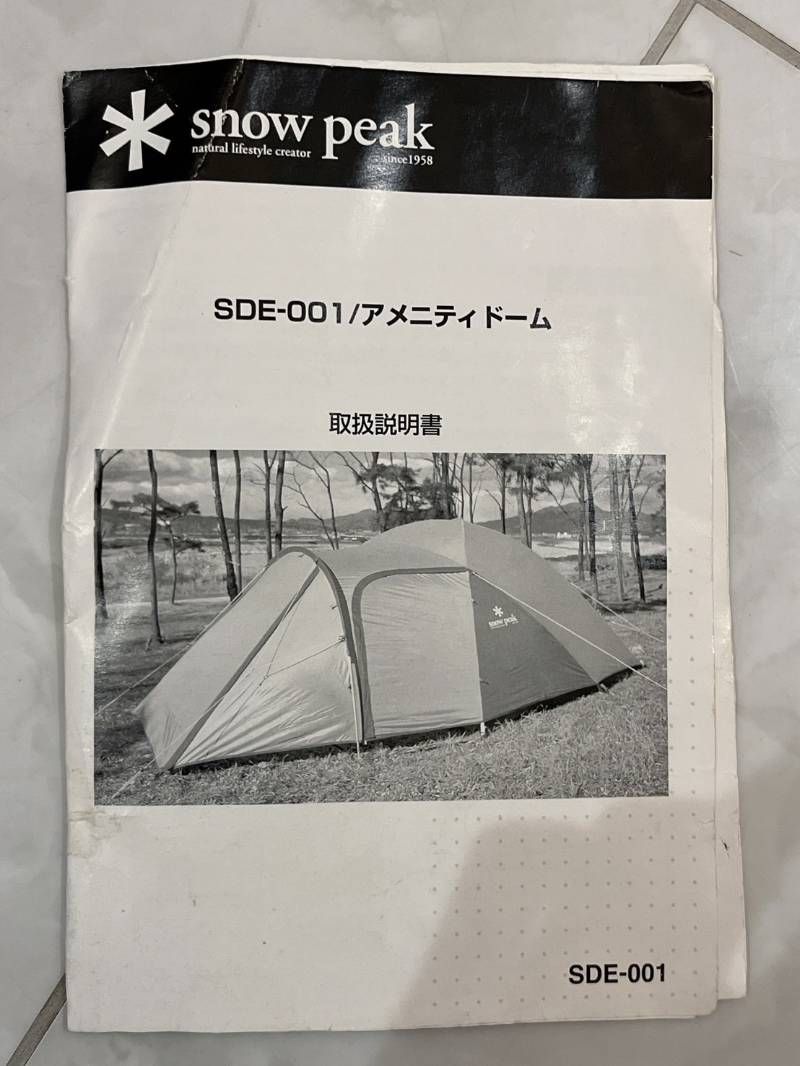 snow peak
natural lifestyle creator
since1958
SDE-001/アメニティドーム
取扱説明書
snow peak
SDE-001